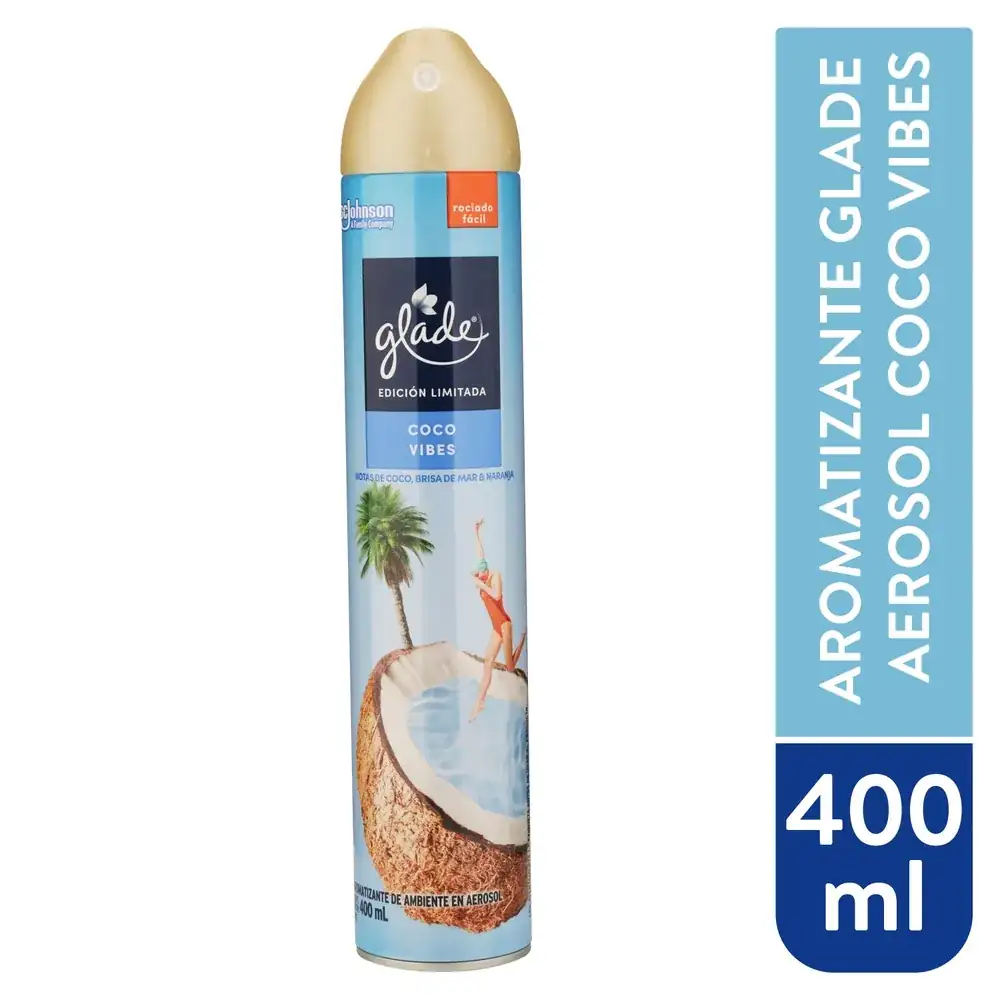 SCJohnson
A Family Company
rociado
fácil
glade
EDICIÓN LIMITADA
COCO
VIBES
NOTAS DE COCO, BRISA DE MAR & NARANJA
AROMATIZANTE DE AMBIENTE EN AEROSOL
400 mL
AROMATIZANTE GLADE
AEROSOL COCO VIBES
400
ml